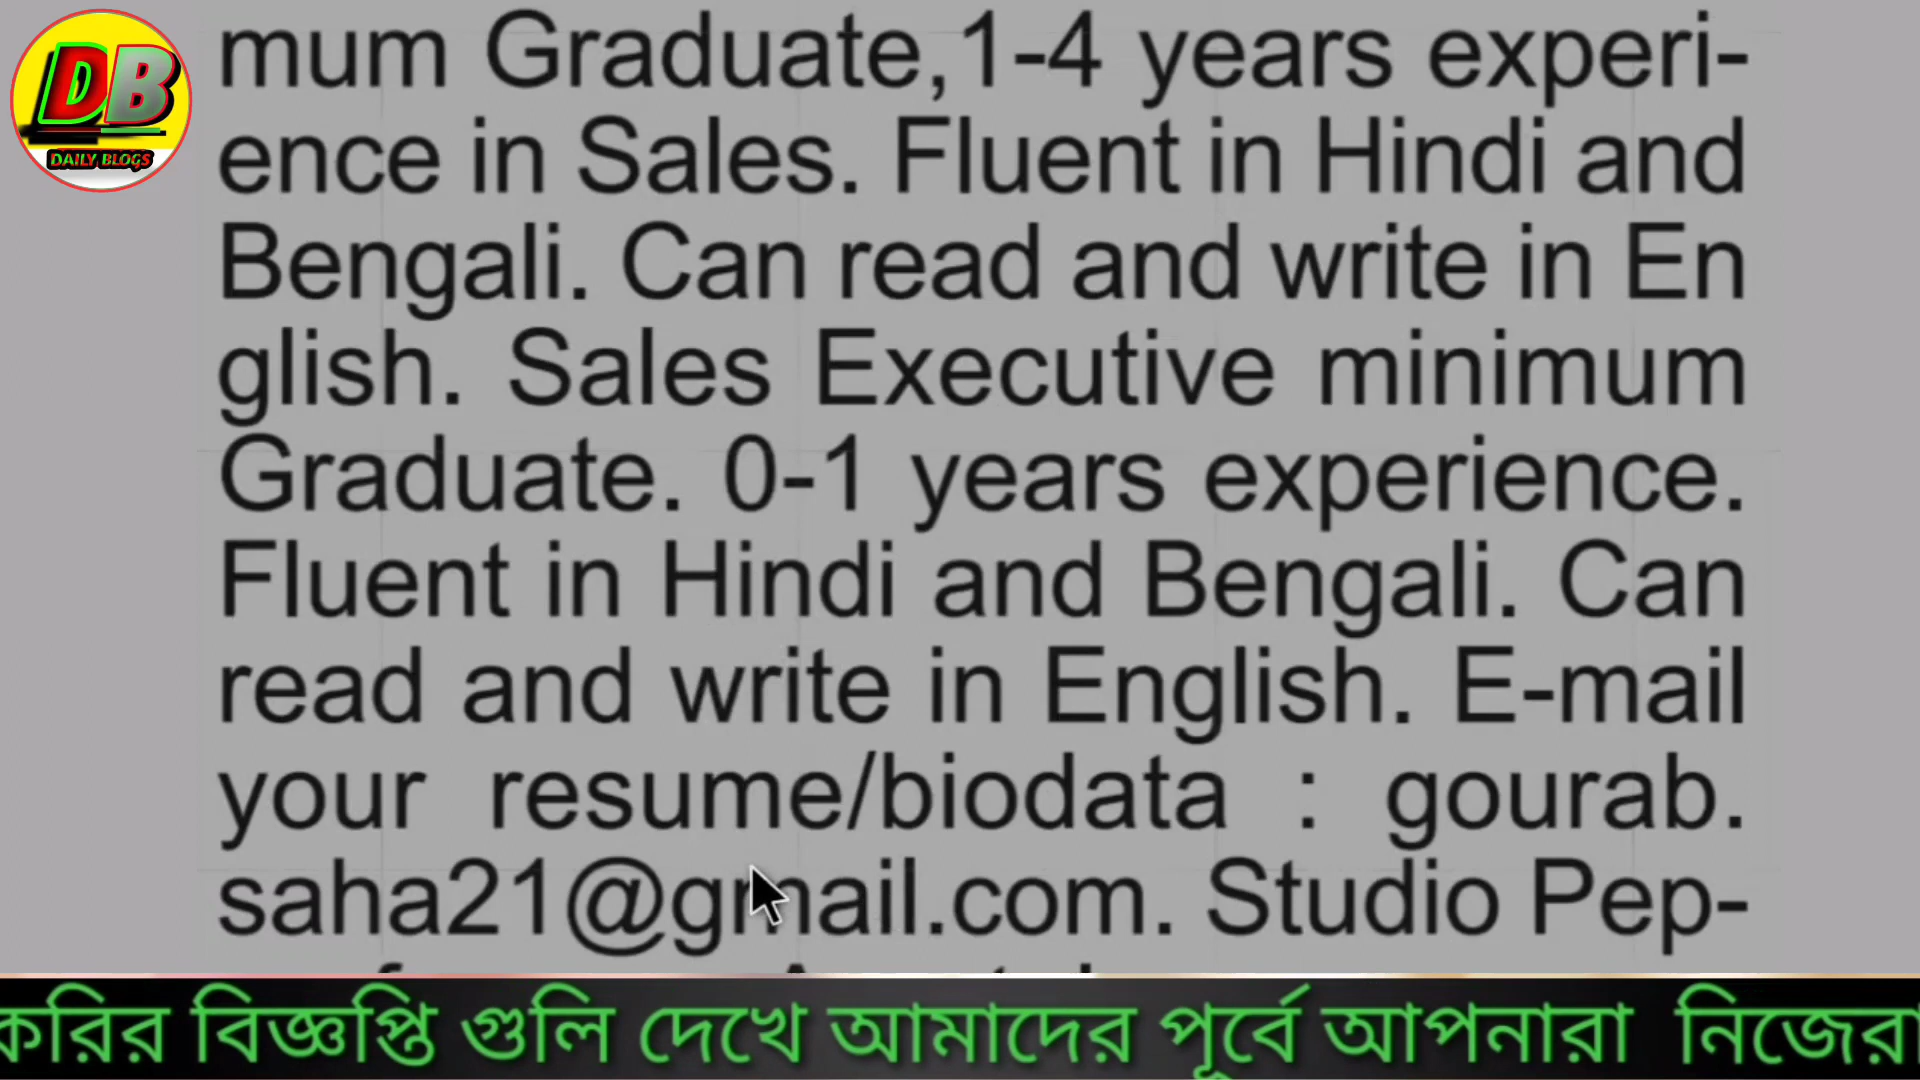 DB
DAILY BLOGS
mum Graduate,1-4 years experi-
ence in Sales. Fluent in Hindi and
Bengali. Can read and write in En
glish. Sales Executive minimum
Graduate. 0-1 years experience.
Fluent in Hindi and Bengali. Can
read and write in English. E-mail
your resume/biodata : gourab.
saha21@gmail.com. Studio Pep-
করির বিজ্ঞপ্তি গুলি দেখে আমাদের পূর্বে আপনারা নিজেরা